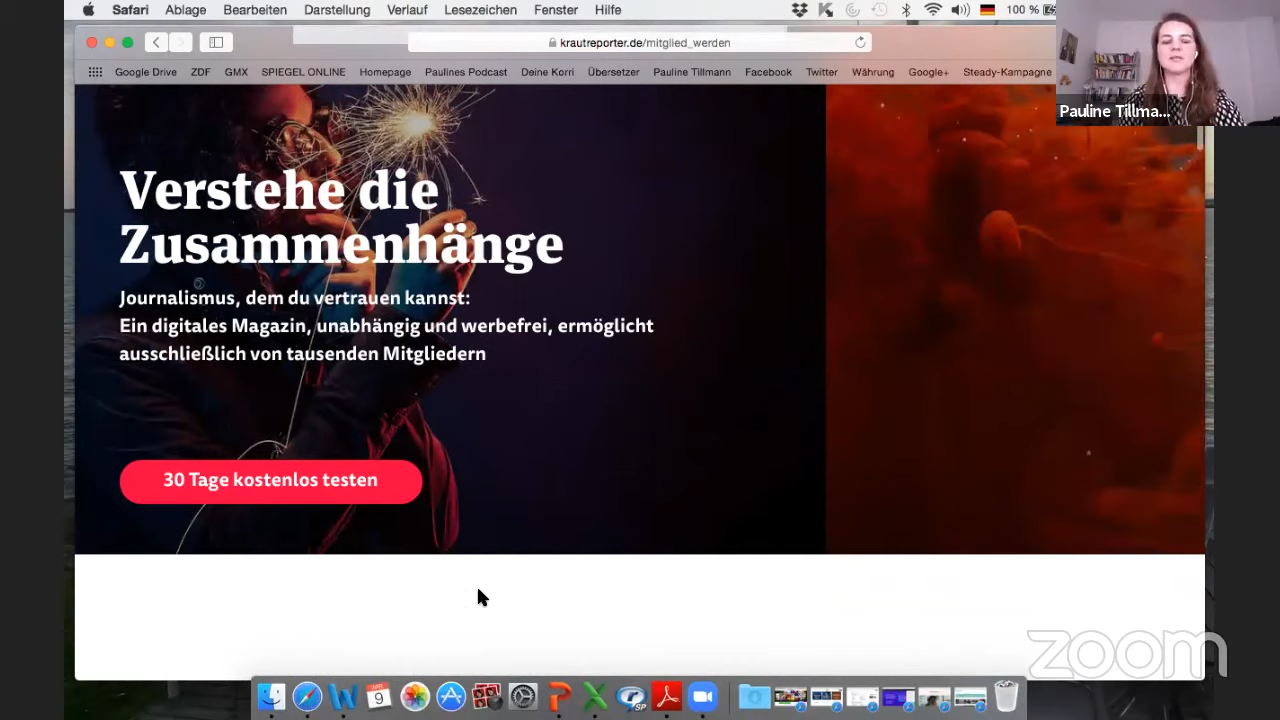 Safari Ablage Bearbeiten Darstellung Verlauf Lesezeichen Fenster Hilfe 100 %
krautreporter.de/mitglied_werden
Google Drive ZDF GMX SPIEGEL ONLINE Homepage Paulines Podcast Deine Korri Übersetzer Pauline Tillmann Facebook Twitter Währung Google+ Steady-Kampagne
Pauline Tillma...
Verstehe die
Zusammenhänge
Journalismus, dem du vertrauen kannst:
Ein digitales Magazin, unabhängig und werbefrei, ermöglicht
ausschließlich von tausenden Mitgliedern
30 Tage kostenlos testen
zoom
9
SP